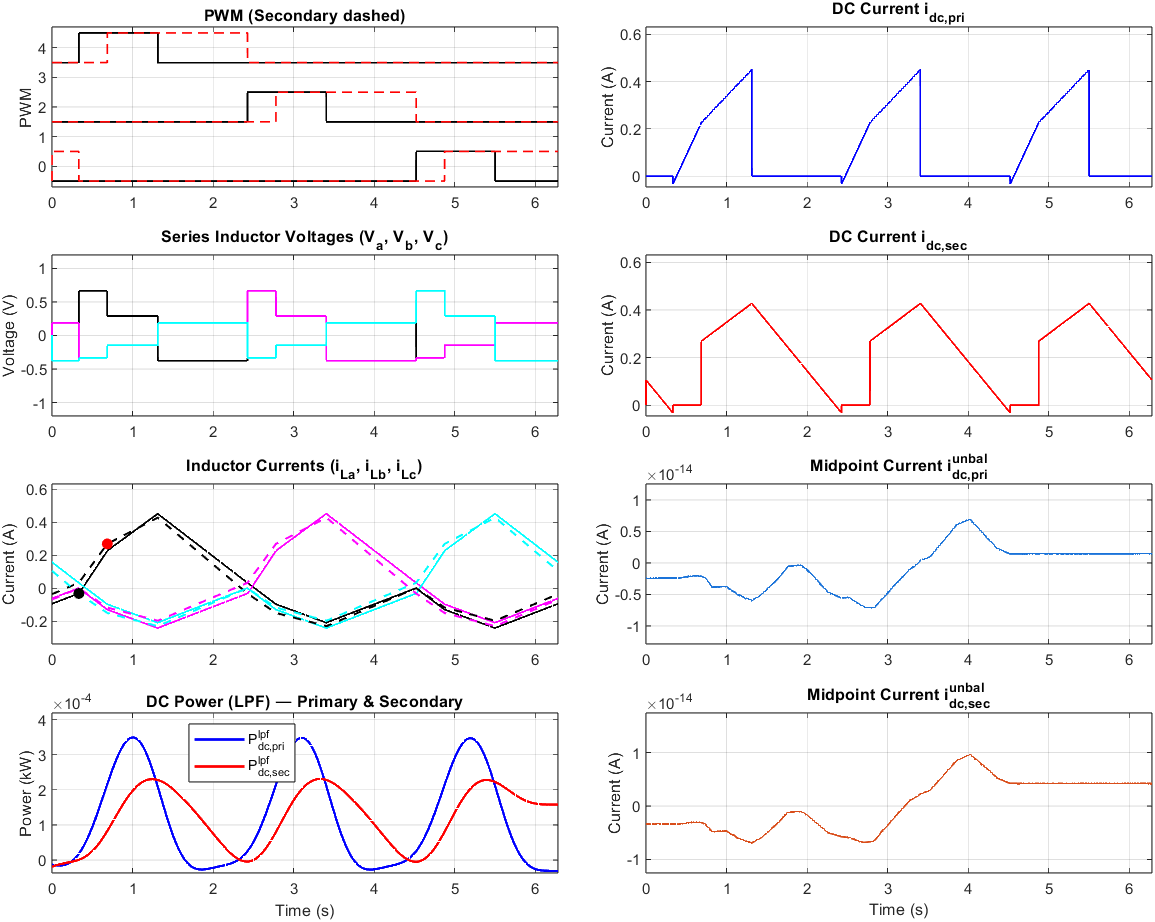 PWM (Secondary dashed)
PWM
4
3
2
1
0
0 1 2 3 4 5 6
DC Current i_dc,pri
Current (A)
0.6
0.4
0.2
0
0 1 2 3 4 5 6
Series Inductor Voltages (V_a, V_b, V_c)
Voltage (V)
1
0.5
0
-0.5
-1
0 1 2 3 4 5 6
DC Current i_dc,sec
Current (A)
0.6
0.4
0.2
0
0 1 2 3 4 5 6
Inductor Currents (i_La, i_Lb, i_Lc)
Current (A)
0.6
0.4
0.2
0
-0.2
0 1 2 3 4 5 6
Midpoint Current i^unbal_dc,pri
×10^-14
Current (A)
1
0.5
0
-0.5
-1
0 1 2 3 4 5 6
DC Power (LPF) — Primary & Secondary
×10^-4
Power (kW)
4
3
2
1
0
P^lpf_dc,pri
P^lpf_dc,sec
0 1 2 3 4 5 6
Time (s)
Midpoint Current i^unbal_dc,sec
×10^-14
Current (A)
1
0
-1
0 1 2 3 4 5 6
Time (s)